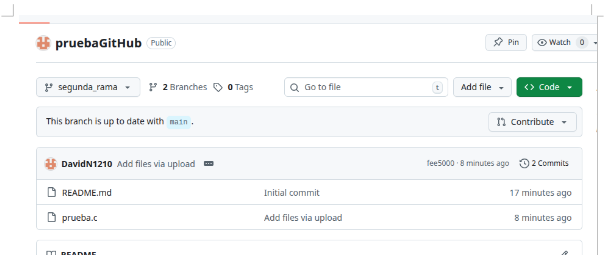 pruebaGitHub Public Pin Watch 0
segunda_rama 2 Branches 0 Tags Go to file t Add file Code
This branch is up to date with main . Contribute
DavidN1210 Add files via upload fee5000 · 8 minutes ago 2 Commits
README.md Initial commit 17 minutes ago
prueba.c Add files via upload 8 minutes ago
README